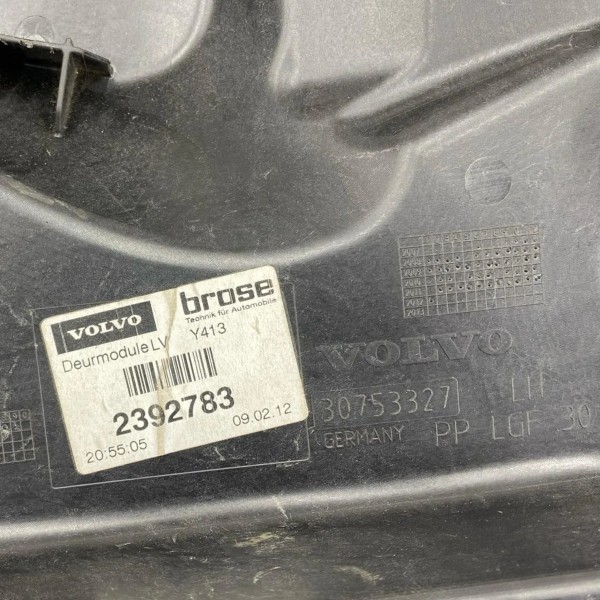 VOLVO
brose
Technik für Automobile
Deurmodule LV Y413
2392783
20:55:05 09.02.12
VOLVO
30753327
GERMANY PP LGF 30